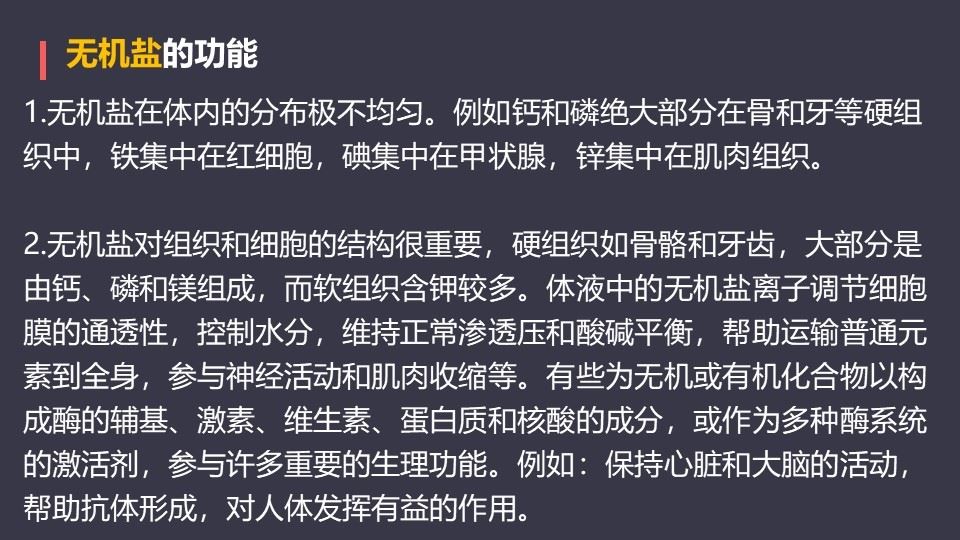 无机盐的功能
1.无机盐在体内的分布极不均匀。例如钙和磷绝大部分在骨和牙等硬组
织中，铁集中在红细胞，碘集中在甲状腺，锌集中在肌肉组织。
2.无机盐对组织和细胞的结构很重要，硬组织如骨骼和牙齿，大部分是
由钙、磷和镁组成，而软组织含钾较多。体液中的无机盐离子调节细胞
膜的通透性，控制水分，维持正常渗透压和酸碱平衡，帮助运输普通元
素到全身，参与神经活动和肌肉收缩等。有些为无机或有机化合物以构
成酶的辅基、激素、维生素、蛋白质和核酸的成分，或作为多种酶系统
的激活剂，参与许多重要的生理功能。例如：保持心脏和大脑的活动，
帮助抗体形成，对人体发挥有益的作用。